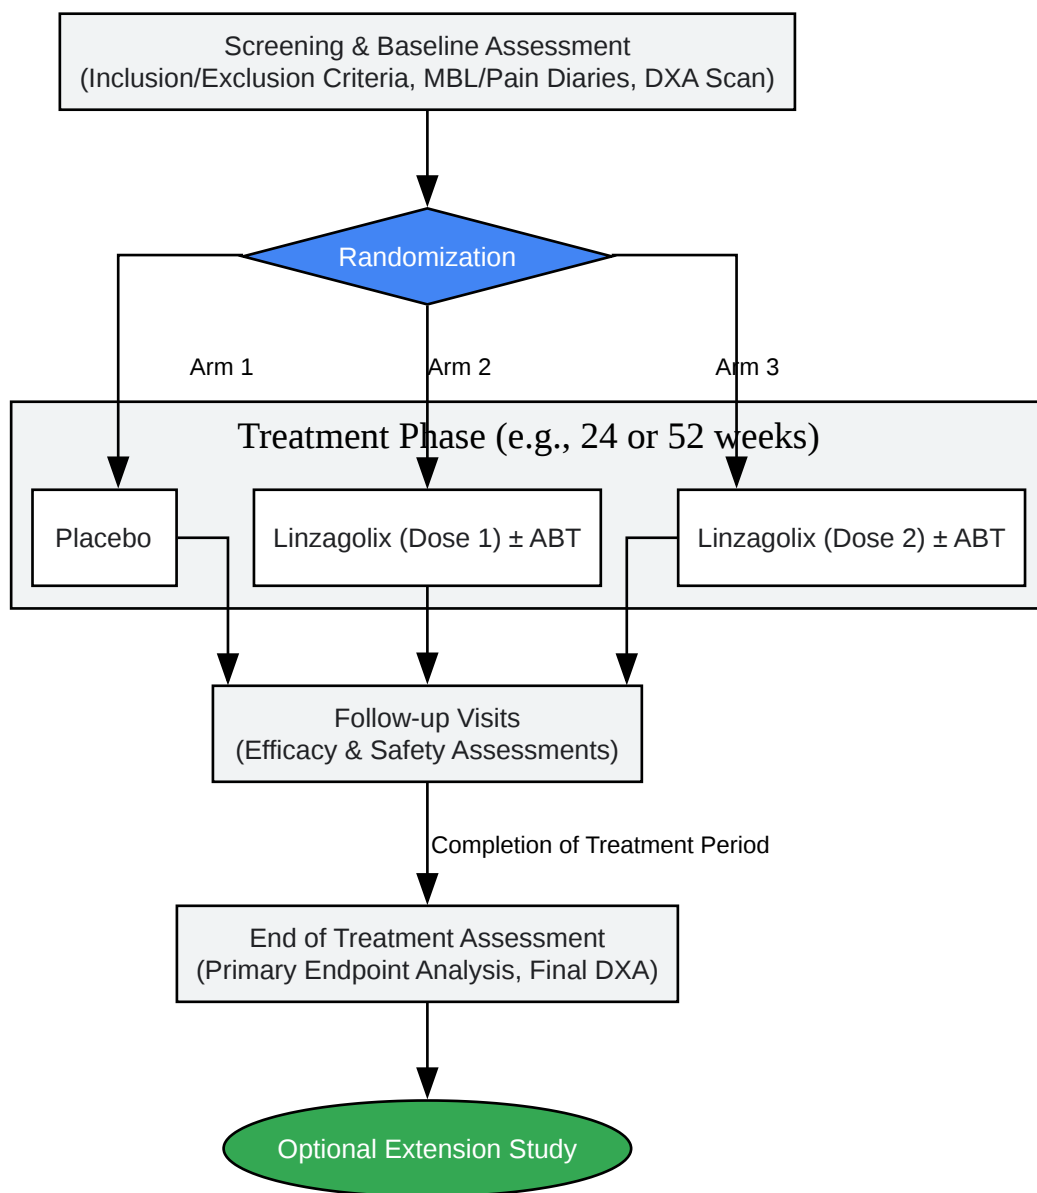 Screening & Baseline Assessment
(Inclusion/Exclusion Criteria, MBL/Pain Diaries, DXA Scan)
Randomization
Arm 1
Arm 2
Arm 3
Treatment Phase (e.g., 24 or 52 weeks)
Placebo
Linzagolix (Dose 1) ± ABT
Linzagolix (Dose 2) ± ABT
Follow-up Visits
(Efficacy & Safety Assessments)
Completion of Treatment Period
End of Treatment Assessment
(Primary Endpoint Analysis, Final DXA)
Optional Extension Study